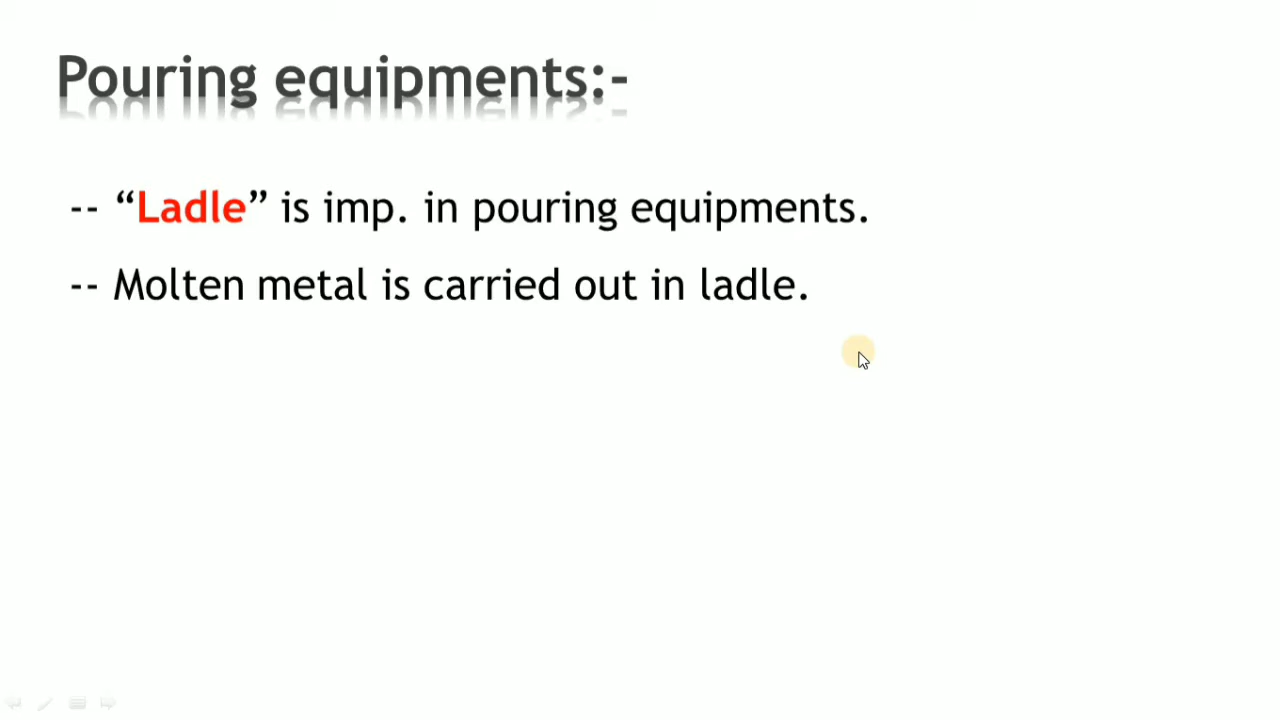 Pouring equipments:-
-- “Ladle” is imp. in pouring equipments.
-- Molten metal is carried out in ladle.